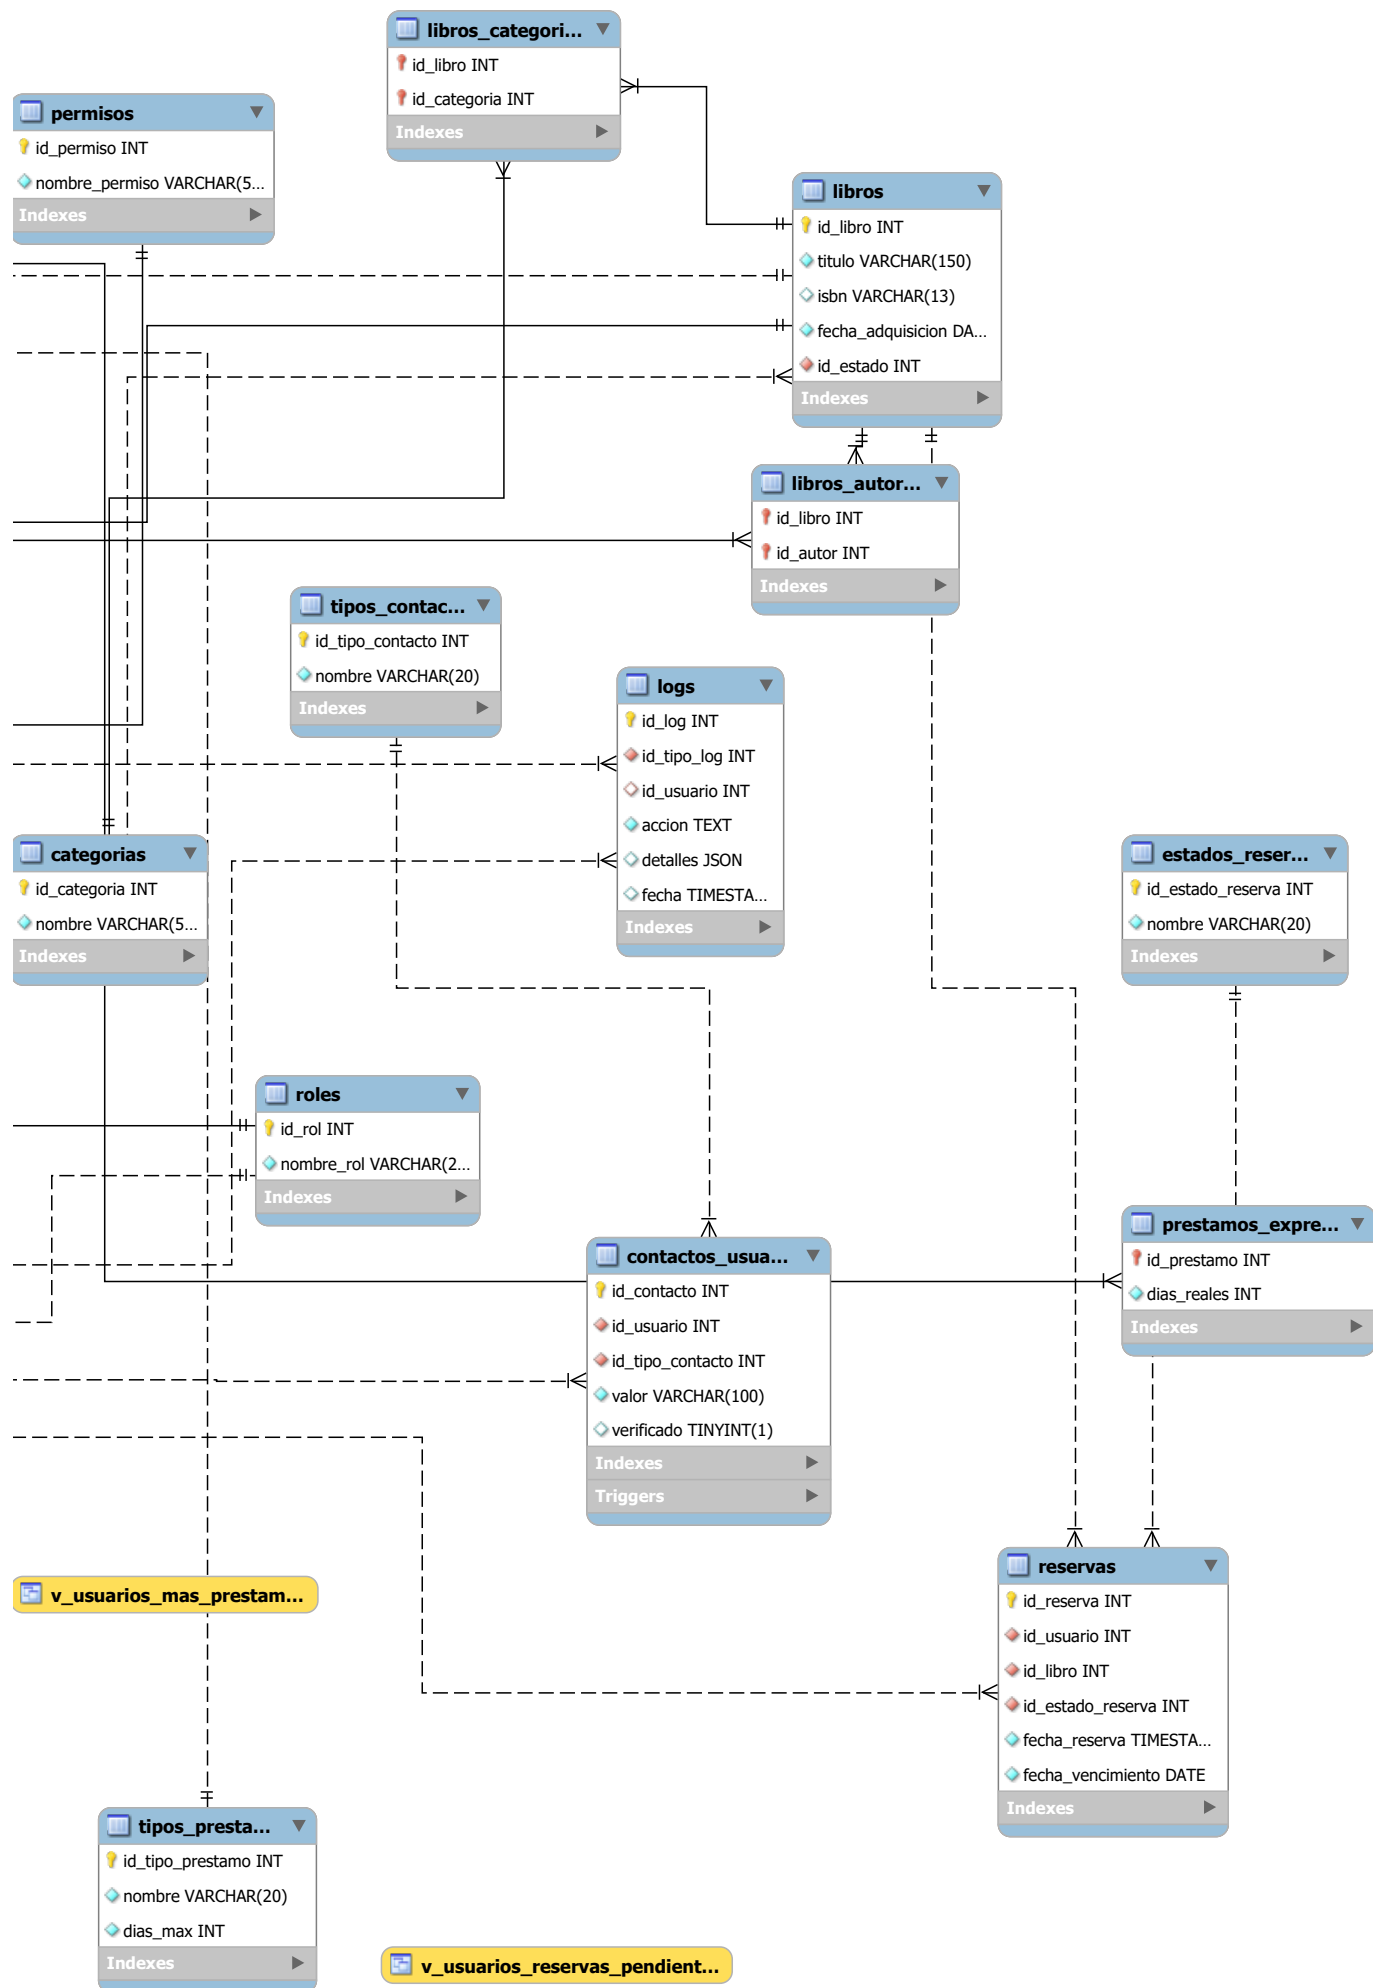 libros_categori...
id_libro INT
id_categoria INT
Indexes
permisos
id_permiso INT
nombre_permiso VARCHAR(5...
Indexes
libros
id_libro INT
titulo VARCHAR(150)
isbn VARCHAR(13)
fecha_adquisicion DA...
id_estado INT
Indexes
libros_autor...
id_libro INT
id_autor INT
Indexes
tipos_contac...
id_tipo_contacto INT
nombre VARCHAR(20)
Indexes
logs
id_log INT
id_tipo_log INT
id_usuario INT
accion TEXT
detalles JSON
fecha TIMESTA...
Indexes
categorias
id_categoria INT
nombre VARCHAR(5...
Indexes
estados_reser...
id_estado_reserva INT
nombre VARCHAR(20)
Indexes
roles
id_rol INT
nombre_rol VARCHAR(2...
Indexes
prestamos_expre...
id_prestamo INT
dias_reales INT
Indexes
contactos_usua...
id_contacto INT
id_usuario INT
id_tipo_contacto INT
valor VARCHAR(100)
verificado TINYINT(1)
Indexes
Triggers
reservas
id_reserva INT
id_usuario INT
id_libro INT
id_estado_reserva INT
fecha_reserva TIMESTA...
fecha_vencimiento DATE
Indexes
v_usuarios_mas_prestam...
tipos_presta...
id_tipo_prestamo INT
nombre VARCHAR(20)
dias_max INT
Indexes
v_usuarios_reservas_pendient...